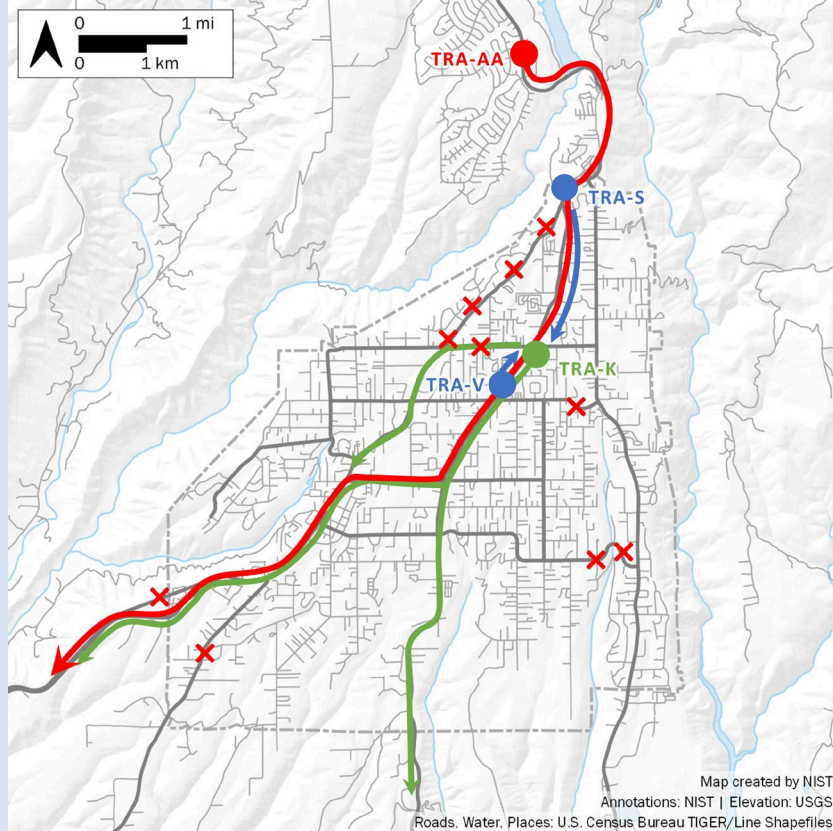 0 1 mi
0 1 km
TRA-AA
TRA-S
TRA-K
TRA-V
Map created by NIST
Annotations: NIST | Elevation: USGS
Roads, Water, Places: U.S. Census Bureau TIGER/Line Shapefiles